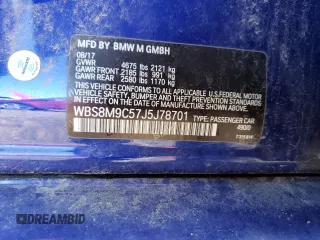 MFD BY BMW M GMBH
08/17
GVWR 4675 lbs 2121 kg
GAWR FRONT 2185 lbs 991 kg
GAWR REAR 2580 lbs 1170 kg
THIS VEHICLE CONFORMS TO ALL
APPLICABLE U.S. FEDERAL MOTOR
VEHICLE SAFETY, BUMPER AND
THEFT PREVENTION STANDARDS IN
EFFECT ON THE DATE OF
MANUFACTURE SHOWN ABOVE
WBS8M9C57J5J78701
TYPE: PASSENGER CAR
DREAMBID